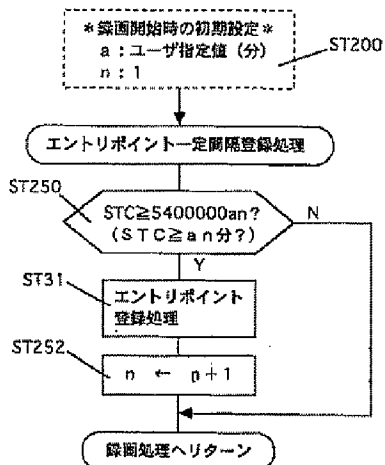 ＊録画開始時の初期設定＊
a：ユーザ指定値（分）
n：1
ST200
エントリポイント一定間隔登録処理
ST250
STC≧5400000an?
（STC≧an分?）
N
Y
ST31
エントリポイント
登録処理
ST252
n ← n+1
録画処理へリターン